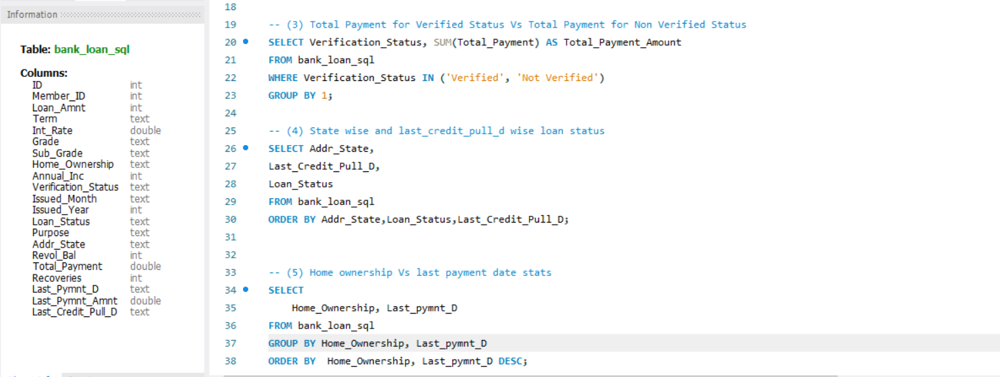 Information
Table: bank_loan_sql
Columns:
ID int
Member_ID int
Loan_Amnt int
Term text
Int_Rate double
Grade text
Sub_Grade text
Home_Ownership text
Annual_Inc int
Verification_Status text
Issued_Month text
Issued_Year int
Loan_Status text
Purpose text
Addr_State text
Revol_Bal int
Total_Payment double
Recoveries int
Last_Pymnt_D text
Last_Pymnt_Amnt double
Last_Credit_Pull_D text
18
19 -- (3) Total Payment for Verified Status Vs Total Payment for Non Verified Status
20 SELECT Verification_Status, SUM(Total_Payment) AS Total_Payment_Amount
21 FROM bank_loan_sql
22 WHERE Verification_Status IN ('Verified', 'Not Verified')
23 GROUP BY 1;
24
25 -- (4) State wise and last_credit_pull_d wise loan status
26 SELECT Addr_State,
27 Last_Credit_Pull_D,
28 Loan_Status
29 FROM bank_loan_sql
30 ORDER BY Addr_State,Loan_Status,Last_Credit_Pull_D;
31
32
33 -- (5) Home ownership Vs last payment date stats
34 SELECT
35 Home_Ownership, Last_pymnt_D
36 FROM bank_loan_sql
37 GROUP BY Home_Ownership, Last_pymnt_D
38 ORDER BY  Home_Ownership, Last_pymnt_D DESC;